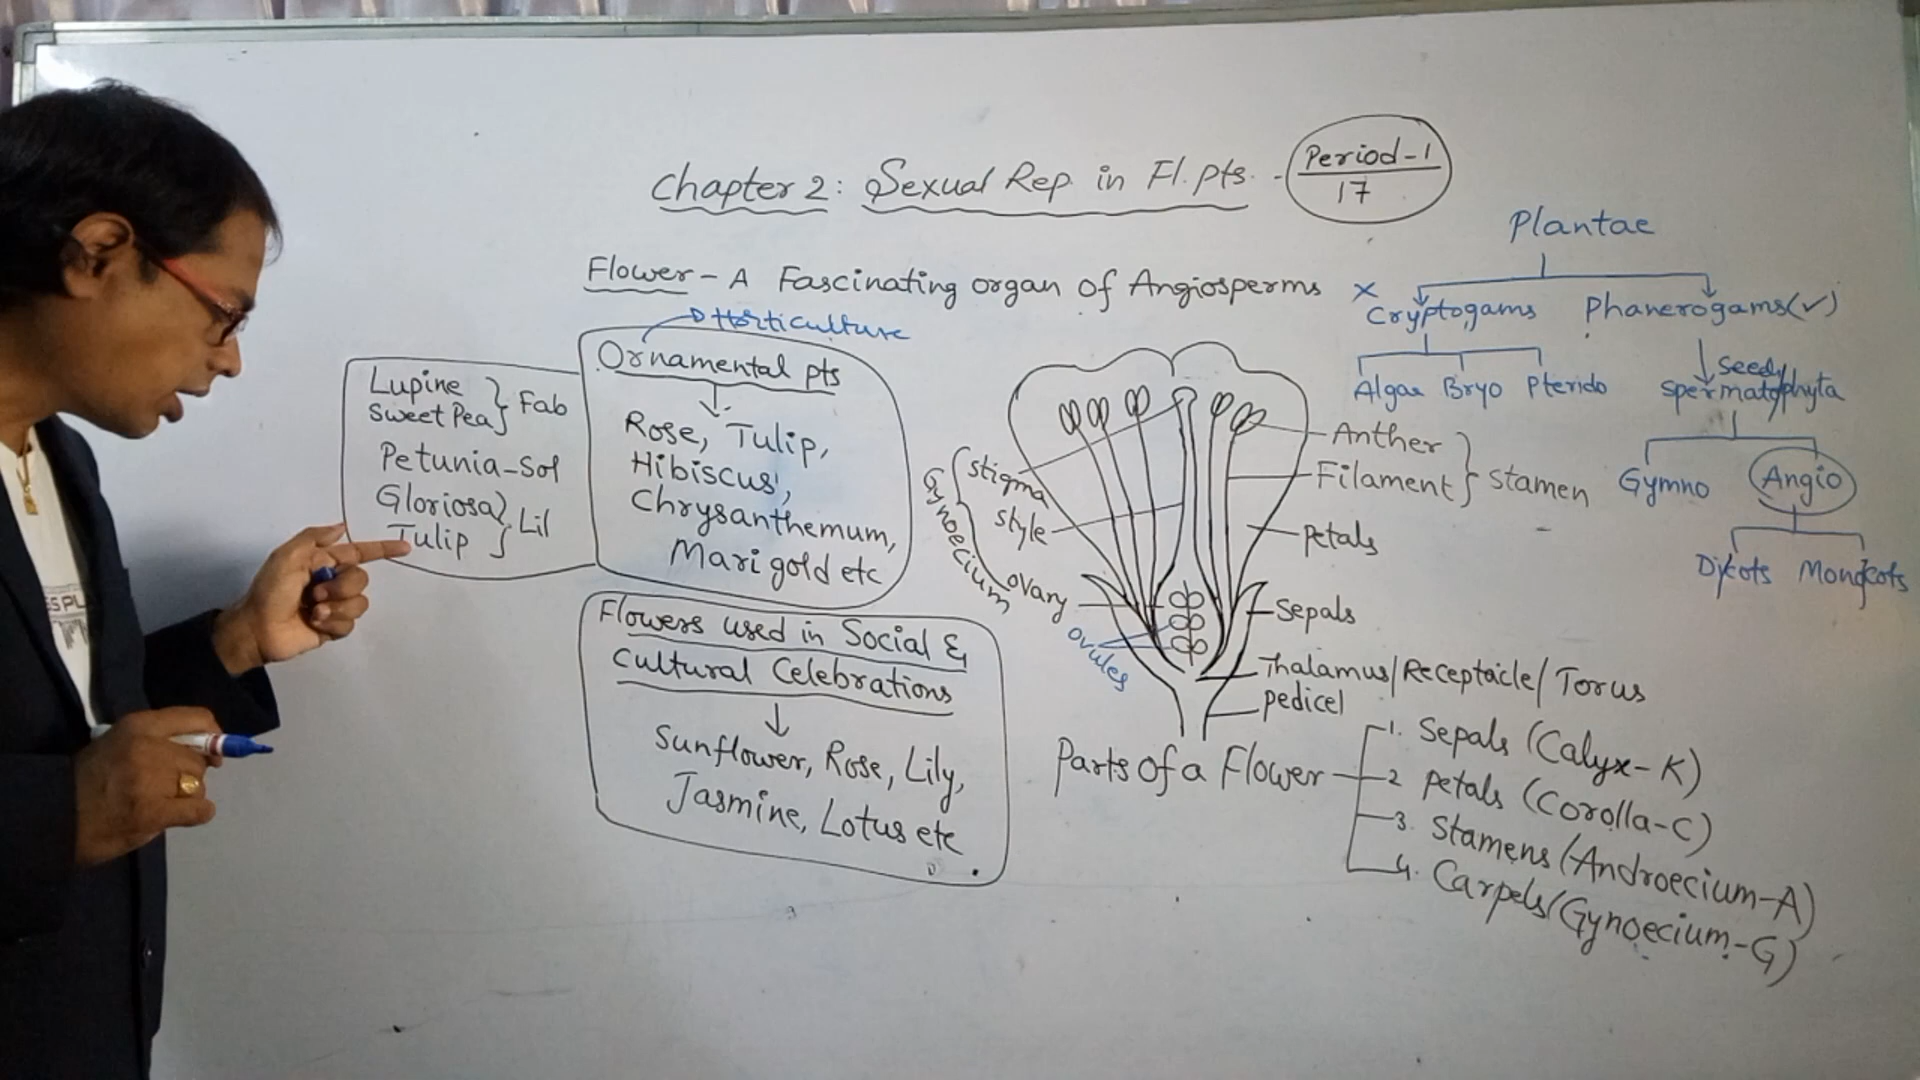 Chapter 2: Sexual Rep. in Fl. pts. - Period-1
17
Flower - A Fascinating organ of Angiosperms
Horticulture
Ornamental pts
Rose, Tulip,
Hibiscus,
Chrysanthemum,
Marigold etc
Lupine
Sweet Pea } Fab
Petunia-Sol
Gloriosa
Tulip } Lil
Flowers used in Social &
Cultural Celebrations
Sunflower, Rose, Lily,
Jasmine, Lotus etc
Gynoecium
Stigma
Style
Ovary
Ovules
Anther
Filament } Stamen
Petals
Sepals
Thalamus/Receptacle/Torus
Pedicel
Parts of a Flower
1. Sepals (Calyx-K)
2 Petals (Corolla-C)
3. Stamens (Androecium-A)
4. Carpels (Gynoecium-G)
Plantae
x Cryptogams Phanerogams (✓)
Algae Bryo Pterido
Seed
Spermatophyta
Gymno Angio
Dicots Monocots